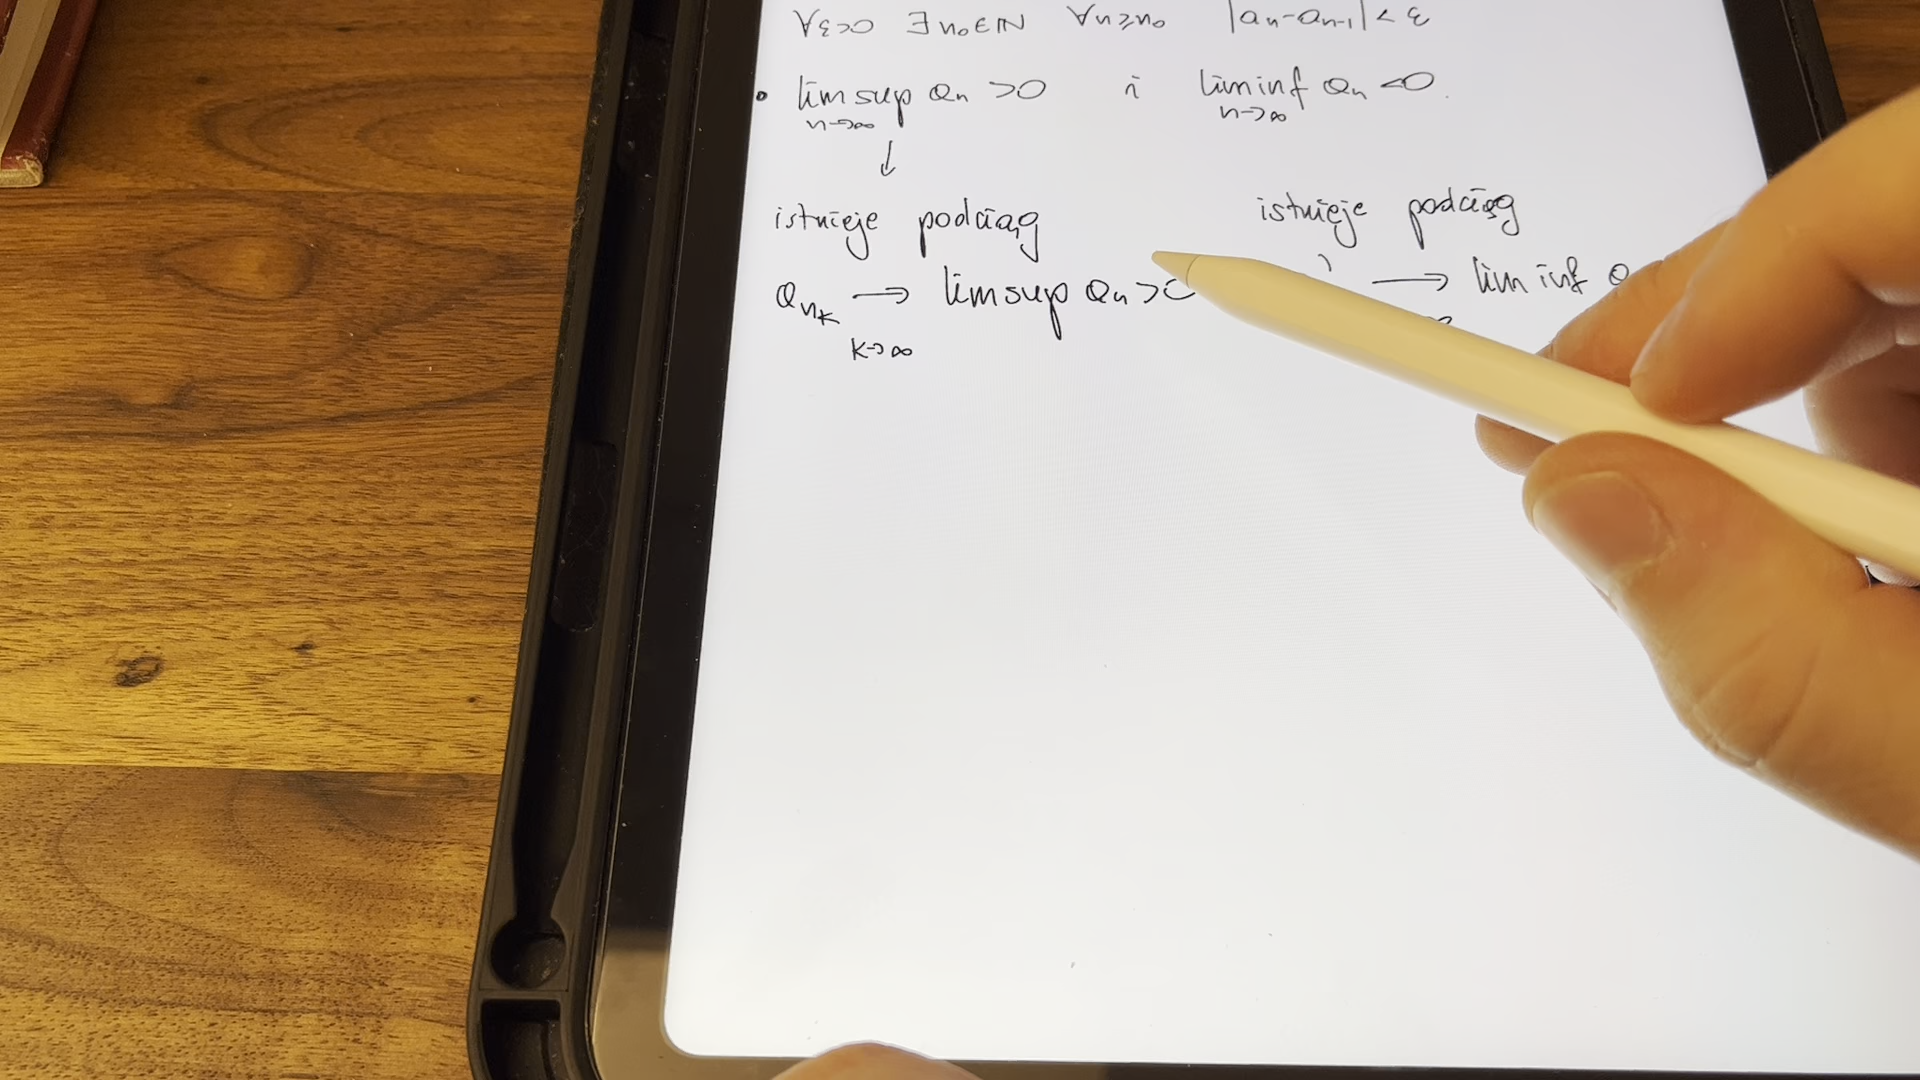 ∀ε>0 ∃n₀∈ℕ ∀n≥n₀ |aₙ-aₙ₋₁| < ε
• lim sup aₙ >0 i lim inf aₙ <0.
n→∞ n→∞
↓
istnieje podciąg istnieje podciąg
aₙₖ → lim sup aₙ >0 → lim inf a
k→∞